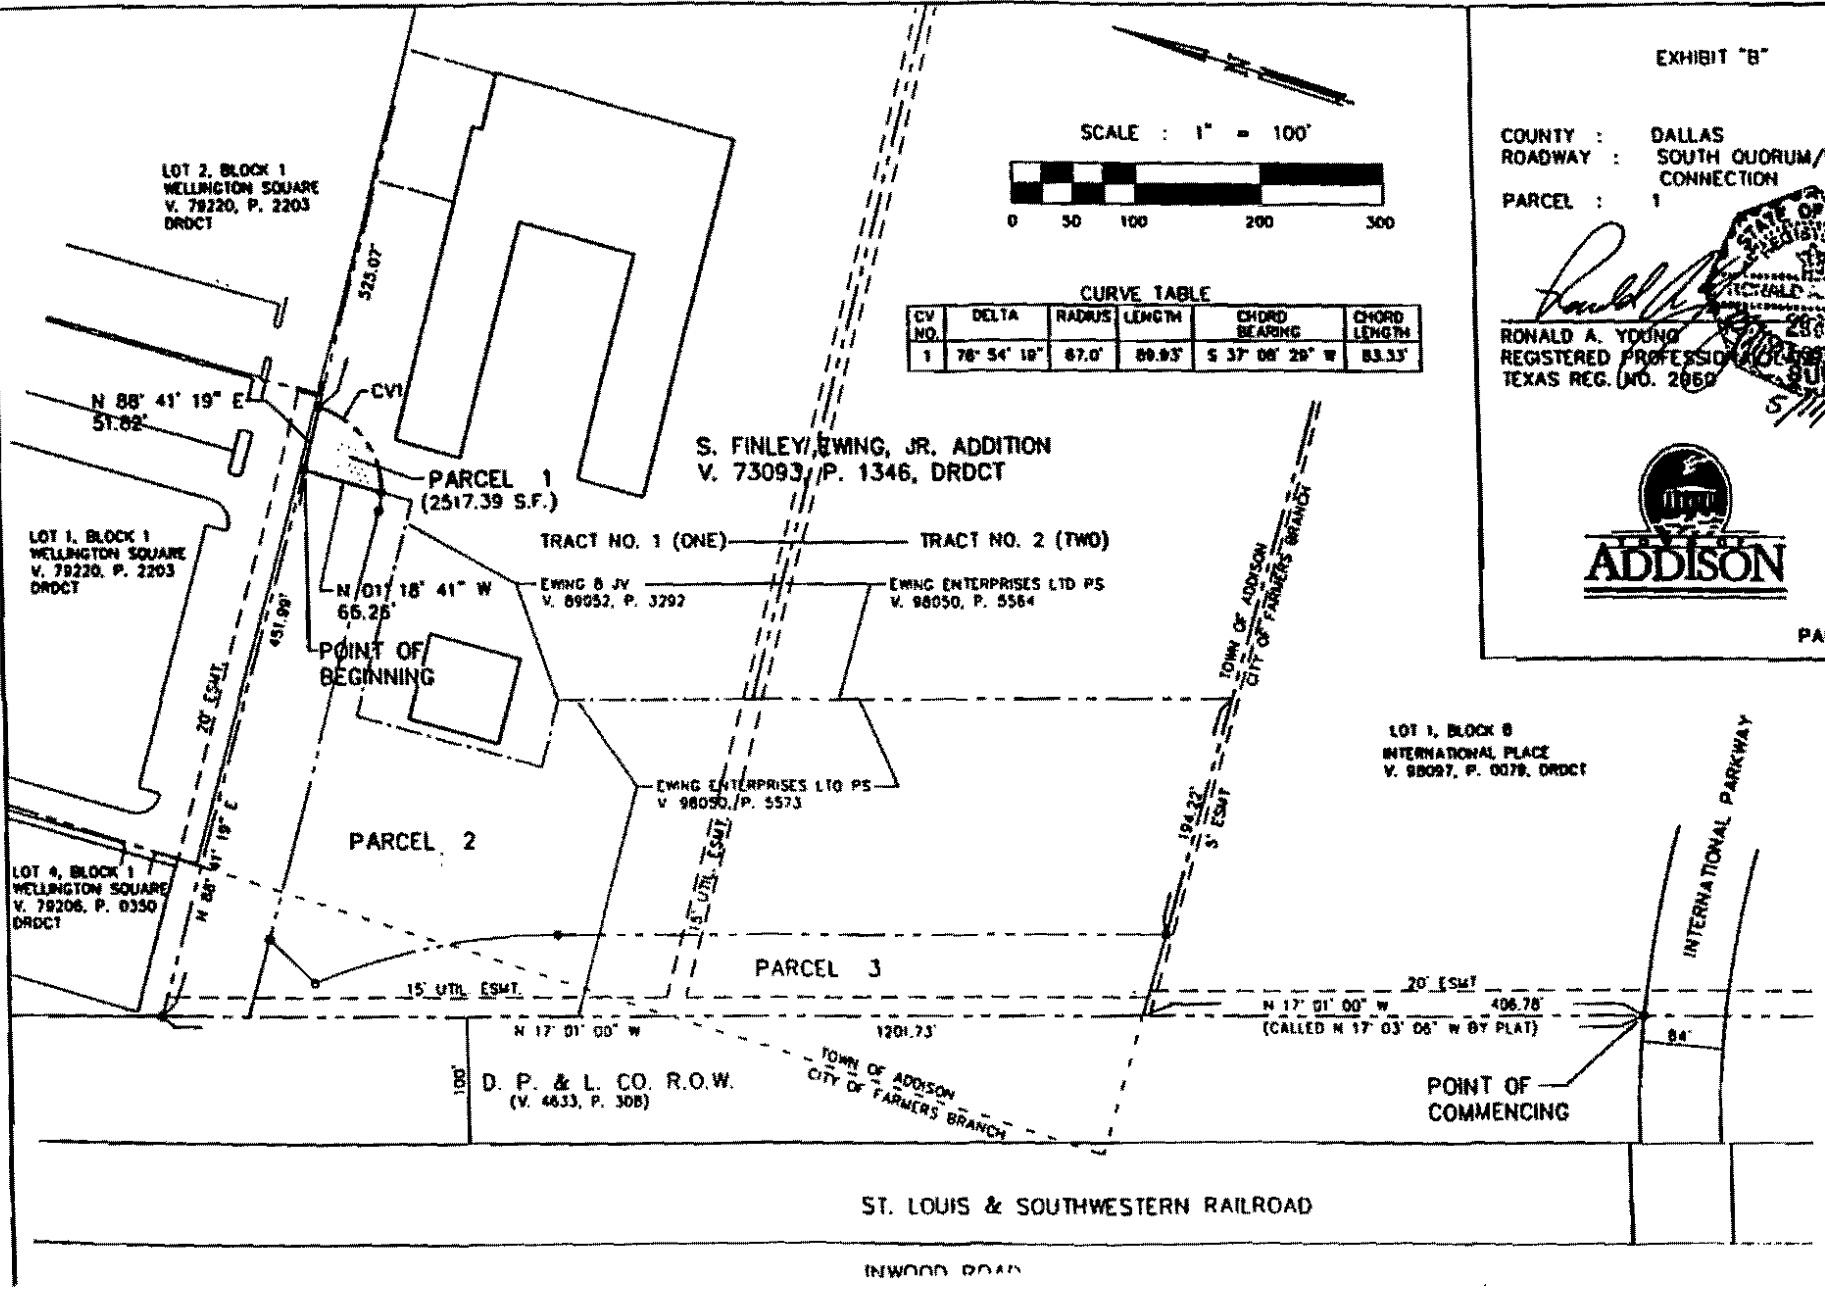 EXHIBIT "B"
COUNTY : DALLAS
ROADWAY : SOUTH QUORUM/
CONNECTION
PARCEL : 1
RONALD A. YOUNG
REGISTERED PROFESSIONAL
TEXAS REG. NO. 2960
STATE OF
ADDISON
SCALE : 1" = 100'
0 50 100 200 300
CURVE TABLE
CV NO. DELTA RADIUS LENGTH CHORD BEARING CHORD LENGTH
1 76° 54' 19" 67.0' 89.93' S 37° 08' 29" W 83.33'
LOT 2, BLOCK 1
WELLINGTON SQUARE
V. 79220, P. 2203
DRDCT
525.07'
N 88° 41' 19" E
51.82'
CV1
PARCEL 1
(2517.39 S.F.)
S. FINLEY EWING, JR. ADDITION
V. 73093, P. 1346, DRDCT
TRACT NO. 1 (ONE)
TRACT NO. 2 (TWO)
LOT 1, BLOCK 1
WELLINGTON SQUARE
V. 79220, P. 2203
DRDCT
EWING B JV
V. 89052, P. 3292
EWING ENTERPRISES LTD PS
V. 98050, P. 5564
N 01° 18' 41" W
66.26'
451.99'
POINT OF
BEGINNING
20' ESMT
TOWN OF ADDISON
CITY OF FARMERS BRANCH
LOT 1, BLOCK B
INTERNATIONAL PLACE
V. 98097, P. 0078, DRDCT
INTERNATIONAL PARKWAY
EWING ENTERPRISES LTD PS
V 98050, P. 5573
194.22'
5' ESMT
PARCEL 2
15' UTIL ESMT
N 88° 41' 19" E
LOT 4, BLOCK 1
WELLINGTON SQUARE
V. 79206, P. 0350
DRDCT
PARCEL 3
15' UTIL ESMT.
20' ESMT
N 17° 01' 00" W 406.78'
(CALLED N 17° 03' 06" W BY PLAT)
N 17° 01' 00" W 1201.73'
84'
100'
D. P. & L. CO. R.O.W.
(V. 4633, P. 308)
TOWN OF ADDISON
CITY OF FARMERS BRANCH
POINT OF
COMMENCING
ST. LOUIS & SOUTHWESTERN RAILROAD
INWOOD ROAD